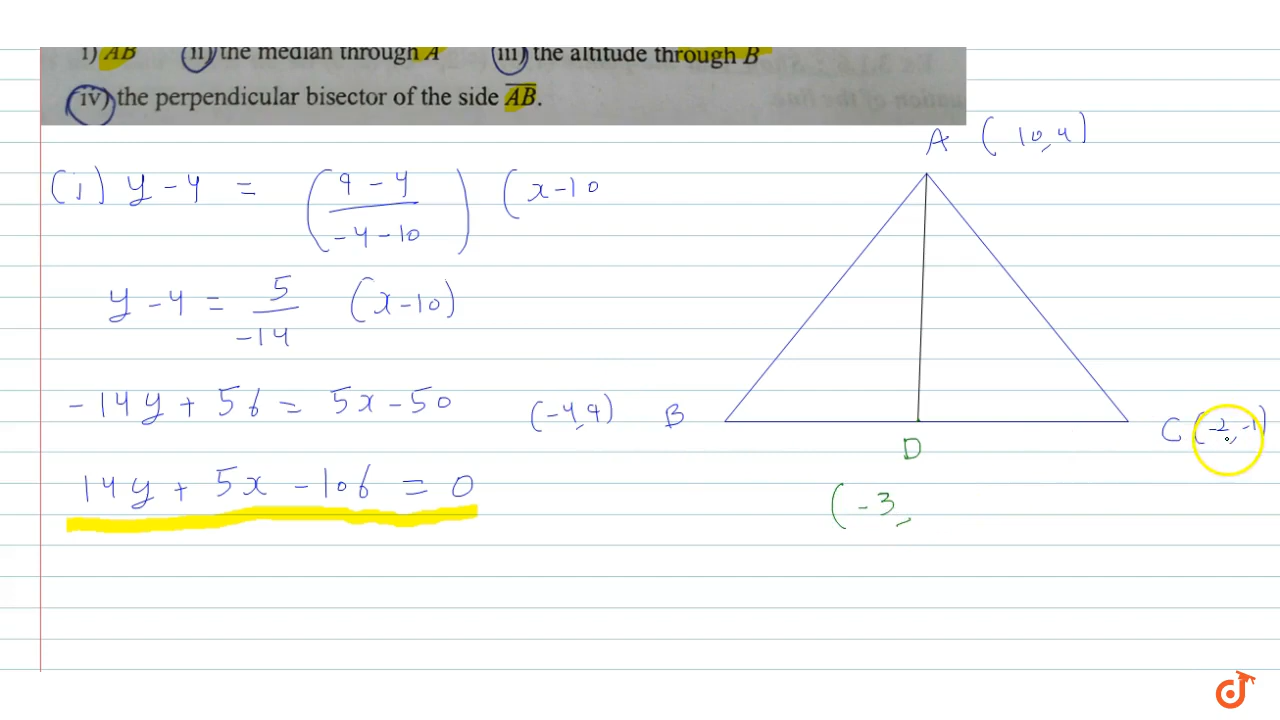 i) AB (ii) the median through A (iii) the altitude through B
(iv) the perpendicular bisector of the side AB.
A (10,4)
(i) y-4 = (9-4/-4-10) (x-10
y-4 = 5/-14 (x-10)
-14y + 56 = 5x-50
(-4,9) B
C (-2,-1)
D
14y + 5x -106 = 0
(-3,